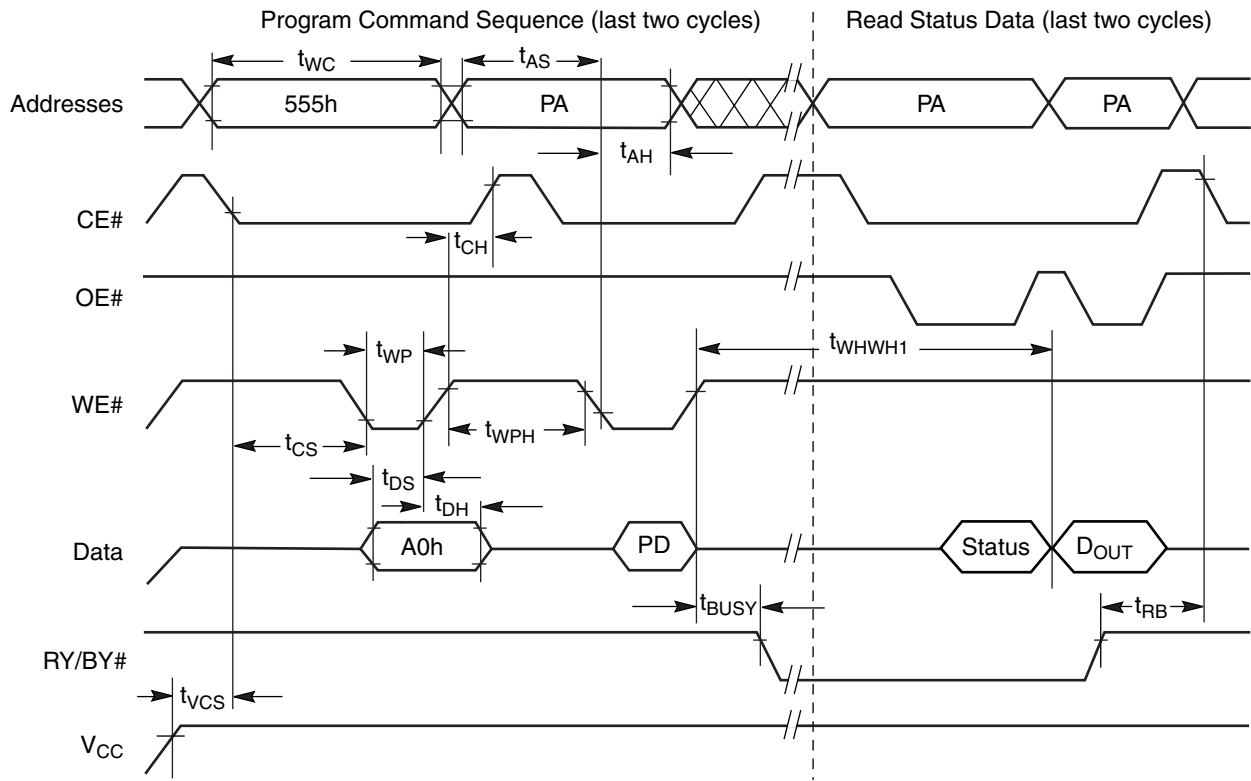 Program Command Sequence (last two cycles) Read Status Data (last two cycles)
tWC tAS
Addresses 555h PA PA PA
tAH
CE#
tCH
OE#
tWP tWHWH1
WE#
tCS tWPH
tDS
tDH
Data A0h PD Status DOUT
tBUSY tRB
RY/BY#
tVCS
VCC